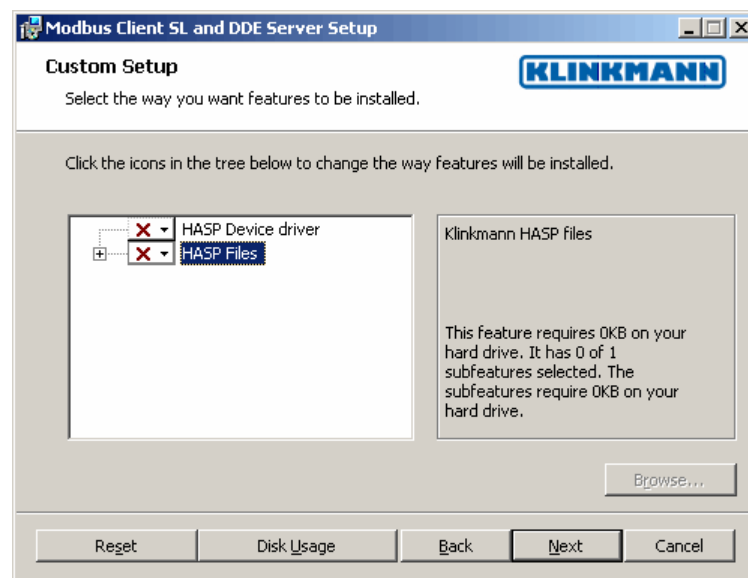 Modbus Client SL and DDE Server Setup
Custom Setup
KLINKMANN
Select the way you want features to be installed.
Click the icons in the tree below to change the way features will be installed.
HASP Device driver
HASP Files
Klinkmann HASP files
This feature requires 0KB on your
hard drive. It has 0 of 1
subfeatures selected. The
subfeatures require 0KB on your
hard drive.
Browse...
Reset
Disk Usage
Back
Next
Cancel